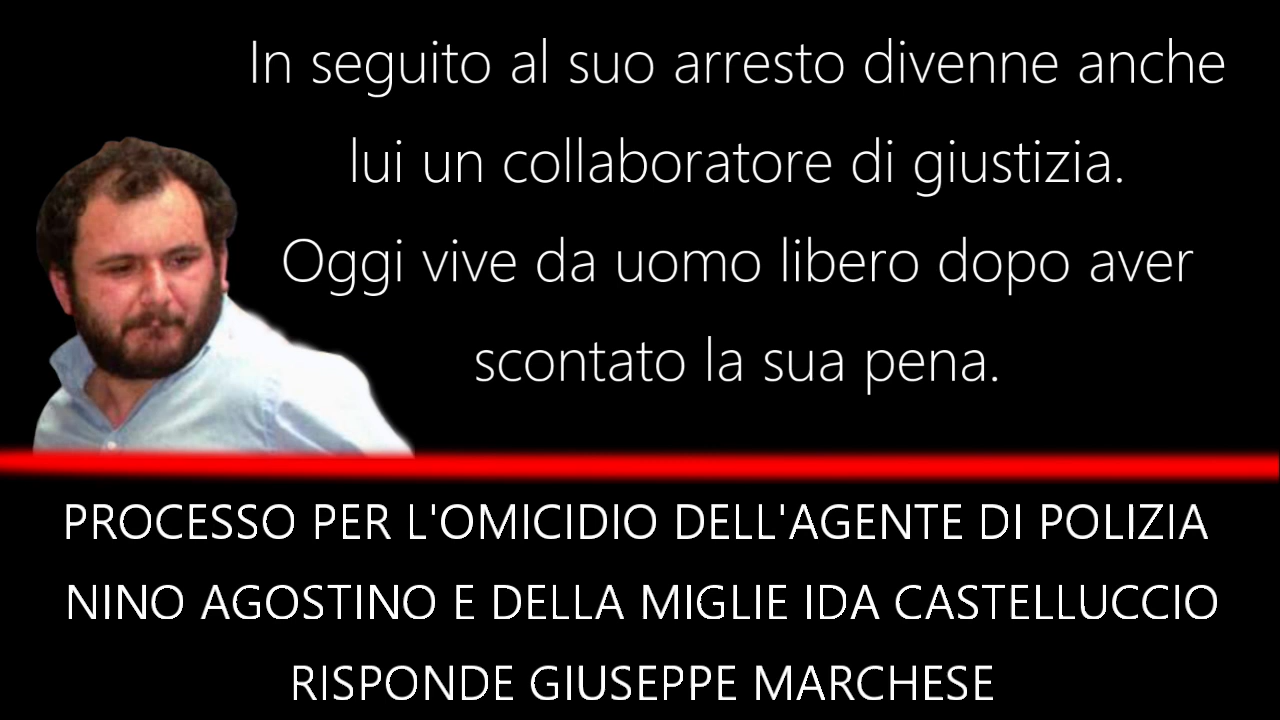 In seguito al suo arresto divenne anche
lui un collaboratore di giustizia.
Oggi vive da uomo libero dopo aver
scontato la sua pena.
PROCESSO PER L'OMICIDIO DELL'AGENTE DI POLIZIA
NINO AGOSTINO E DELLA MIGLIE IDA CASTELLUCCIO
RISPONDE GIUSEPPE MARCHESE